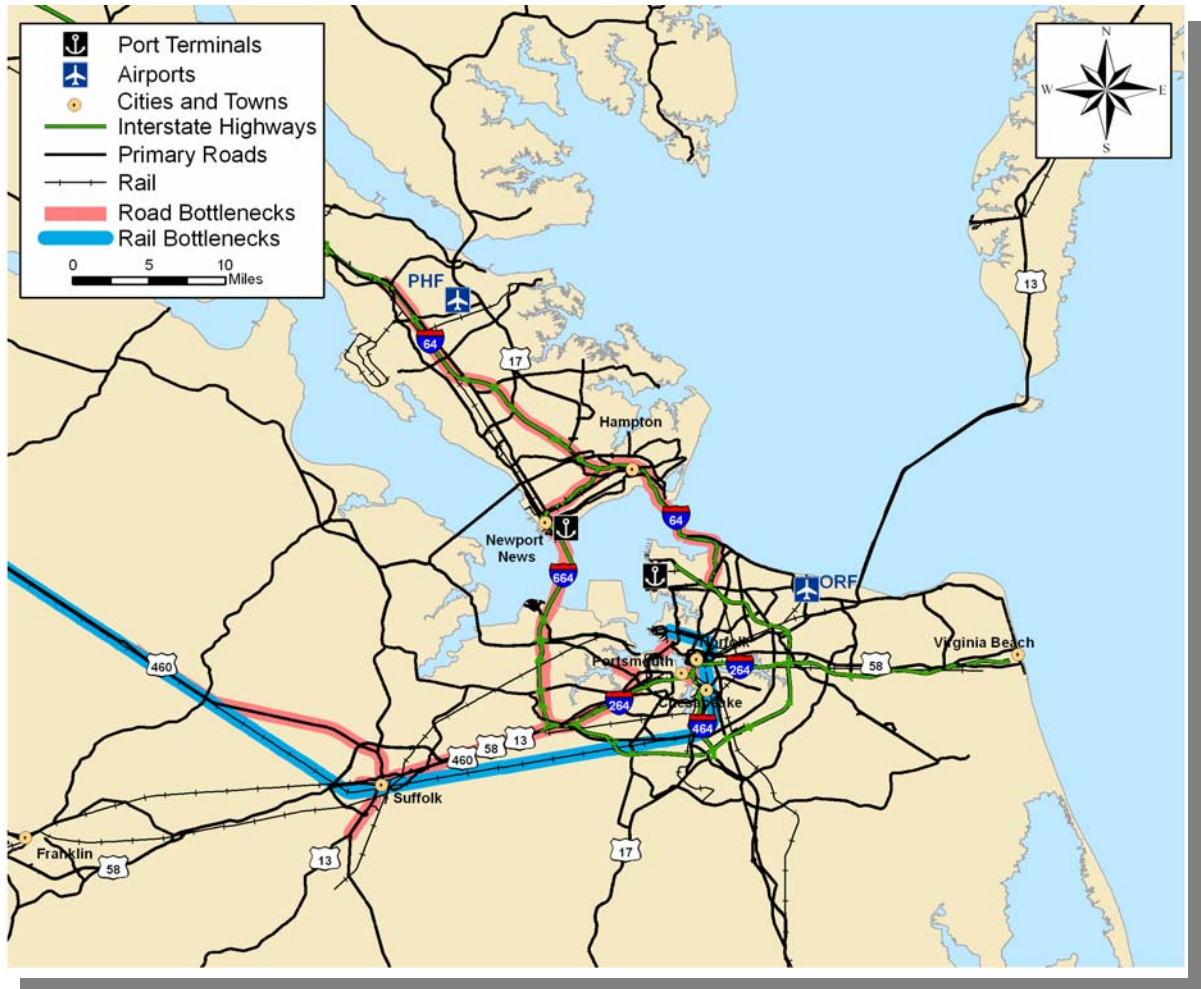 Port Terminals
Airports
Cities and Towns
Interstate Highways
Primary Roads
Rail
Road Bottlenecks
Rail Bottlenecks
0 5 10
Miles
N
W E
S
PHF
13
64
17
Hampton
64
Newport
News
664
ORF
Norfolk
Virginia Beach
460
Portsmouth
264
58
264
Chesapeake
464
13
58
460
Suffolk
Franklin
58
13
17